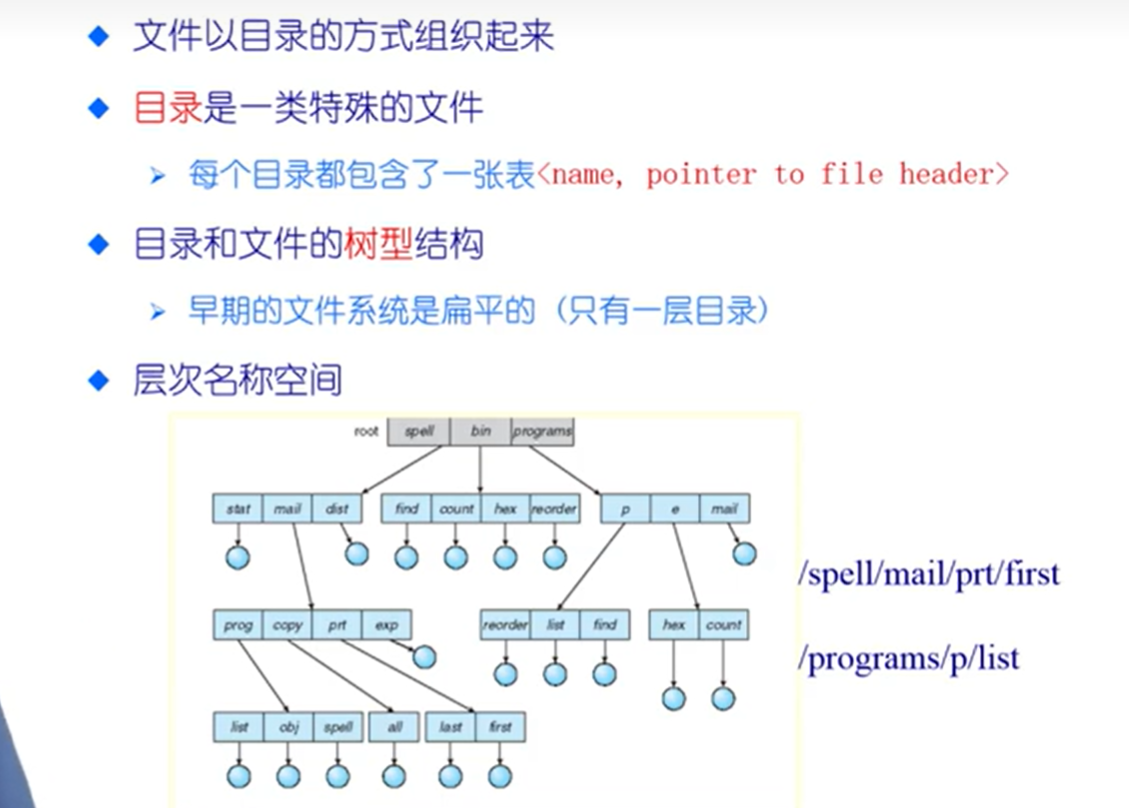 文件以目录的方式组织起来
目录是一类特殊的文件
每个目录都包含了一张表<name, pointer to file header>
目录和文件的树型结构
早期的文件系统是扁平的 (只有一层目录)
层次名称空间
root spell bin programs
stat mail dist find count hex reorder p e mail
/spell/mail/prt/first
prog copy prt exp reorder list find hex count
/programs/p/list
list obj spell all last first